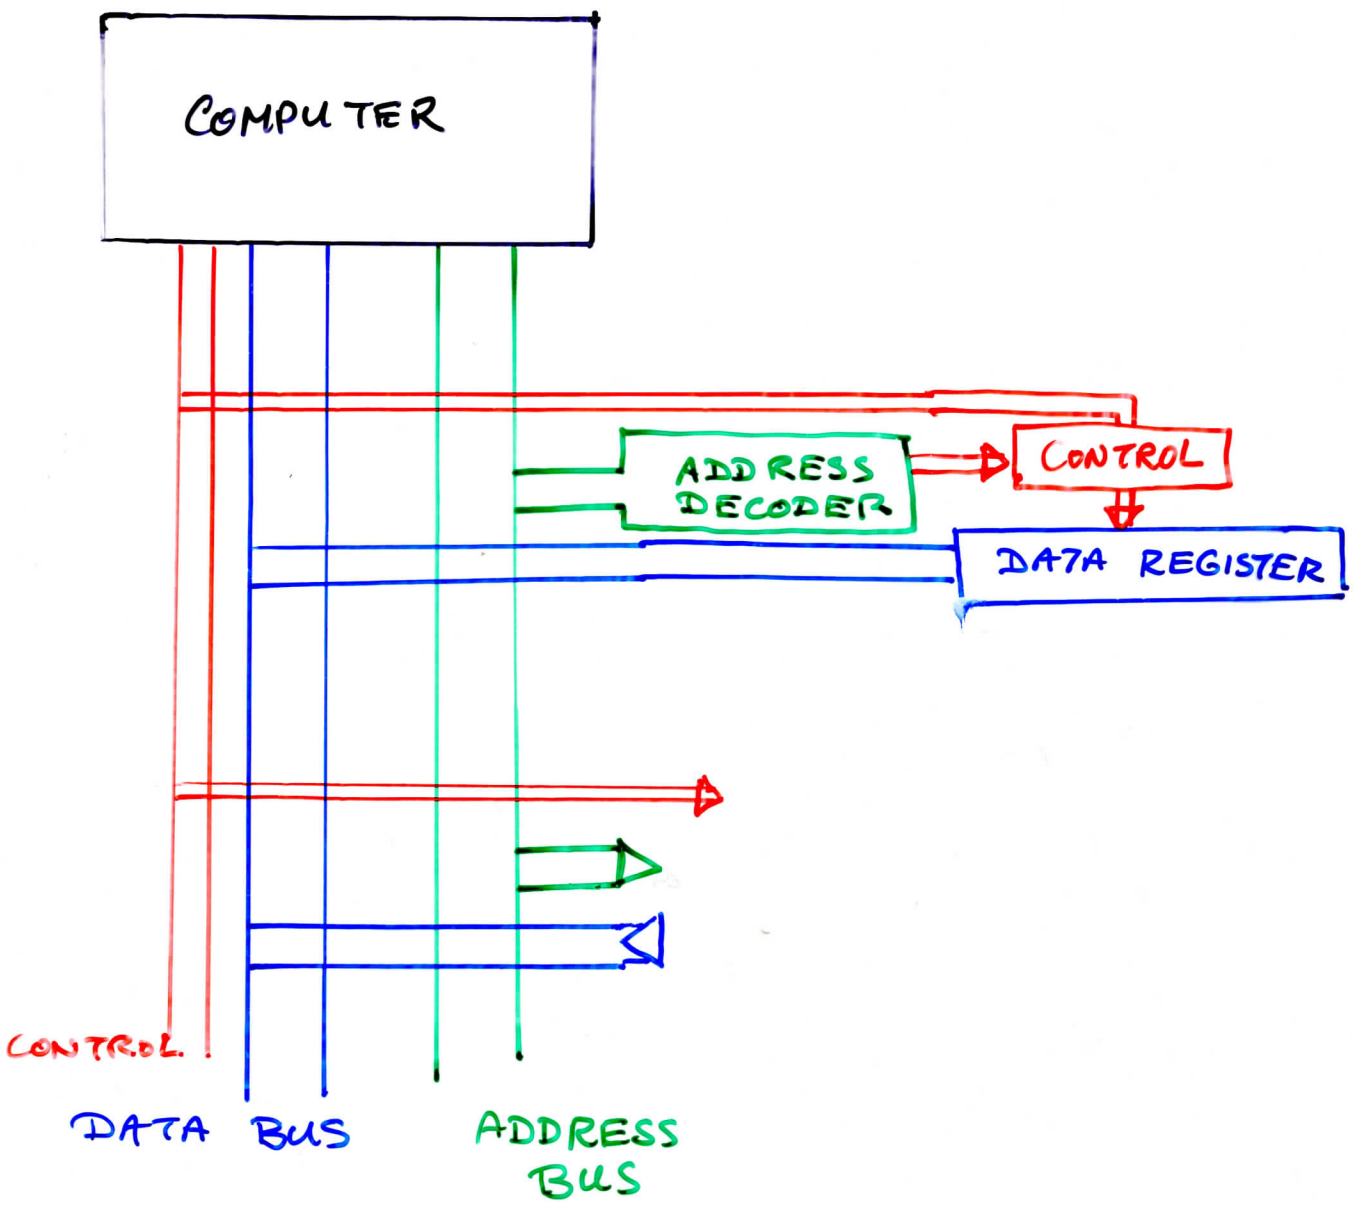 COMPUTER
CONTROL
ADDRESS
DECODER
DATA REGISTER
CONTROL
DATA BUS
ADDRESS
BUS